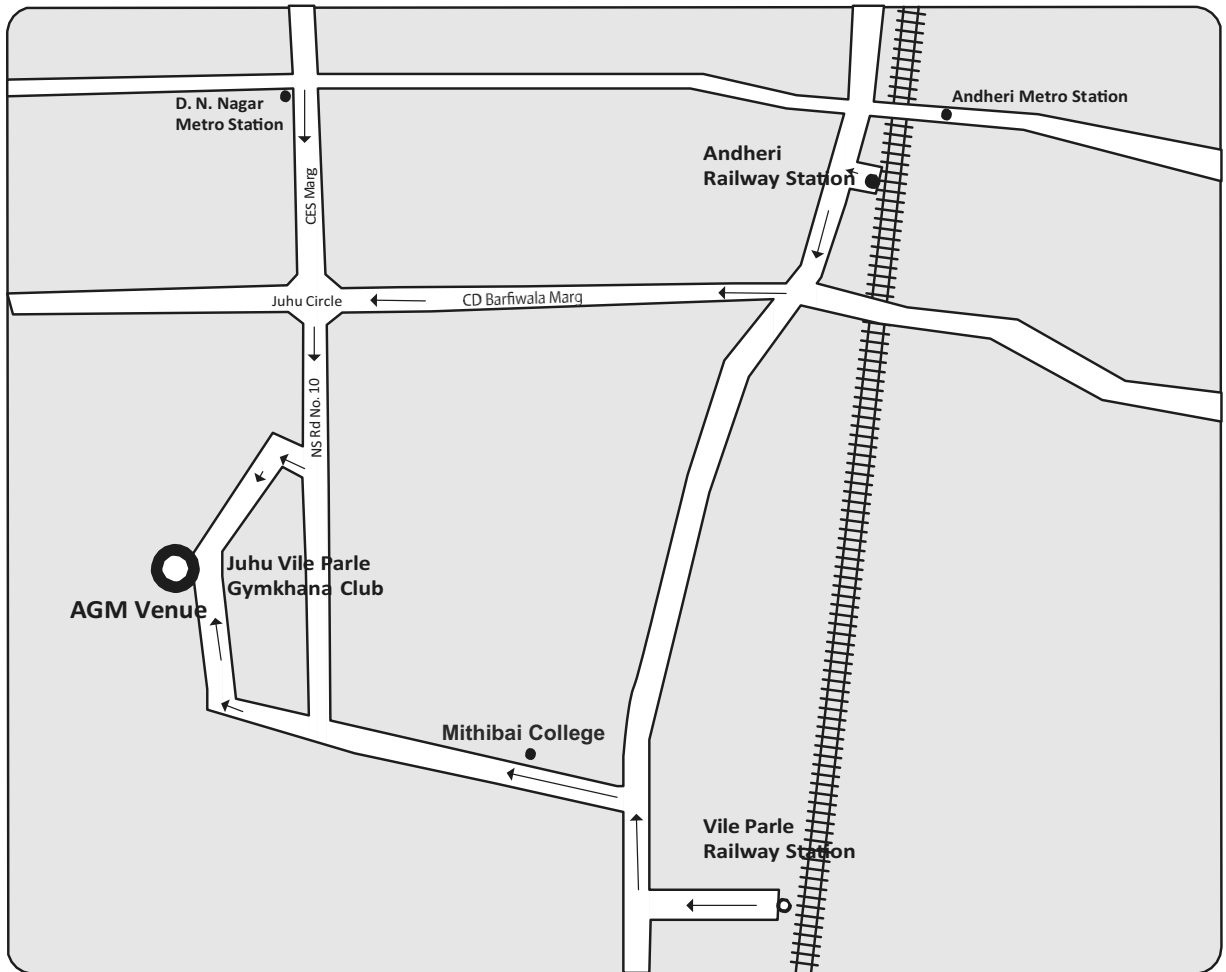 D. N. Nagar
Metro Station
Andheri Metro Station
Andheri
Railway Station
CES Marg
Juhu Circle
CD Barfiwala Marg
NS Rd No. 10
Juhu Vile Parle
Gymkhana Club
AGM Venue
Mithibai College
Vile Parle
Railway Station